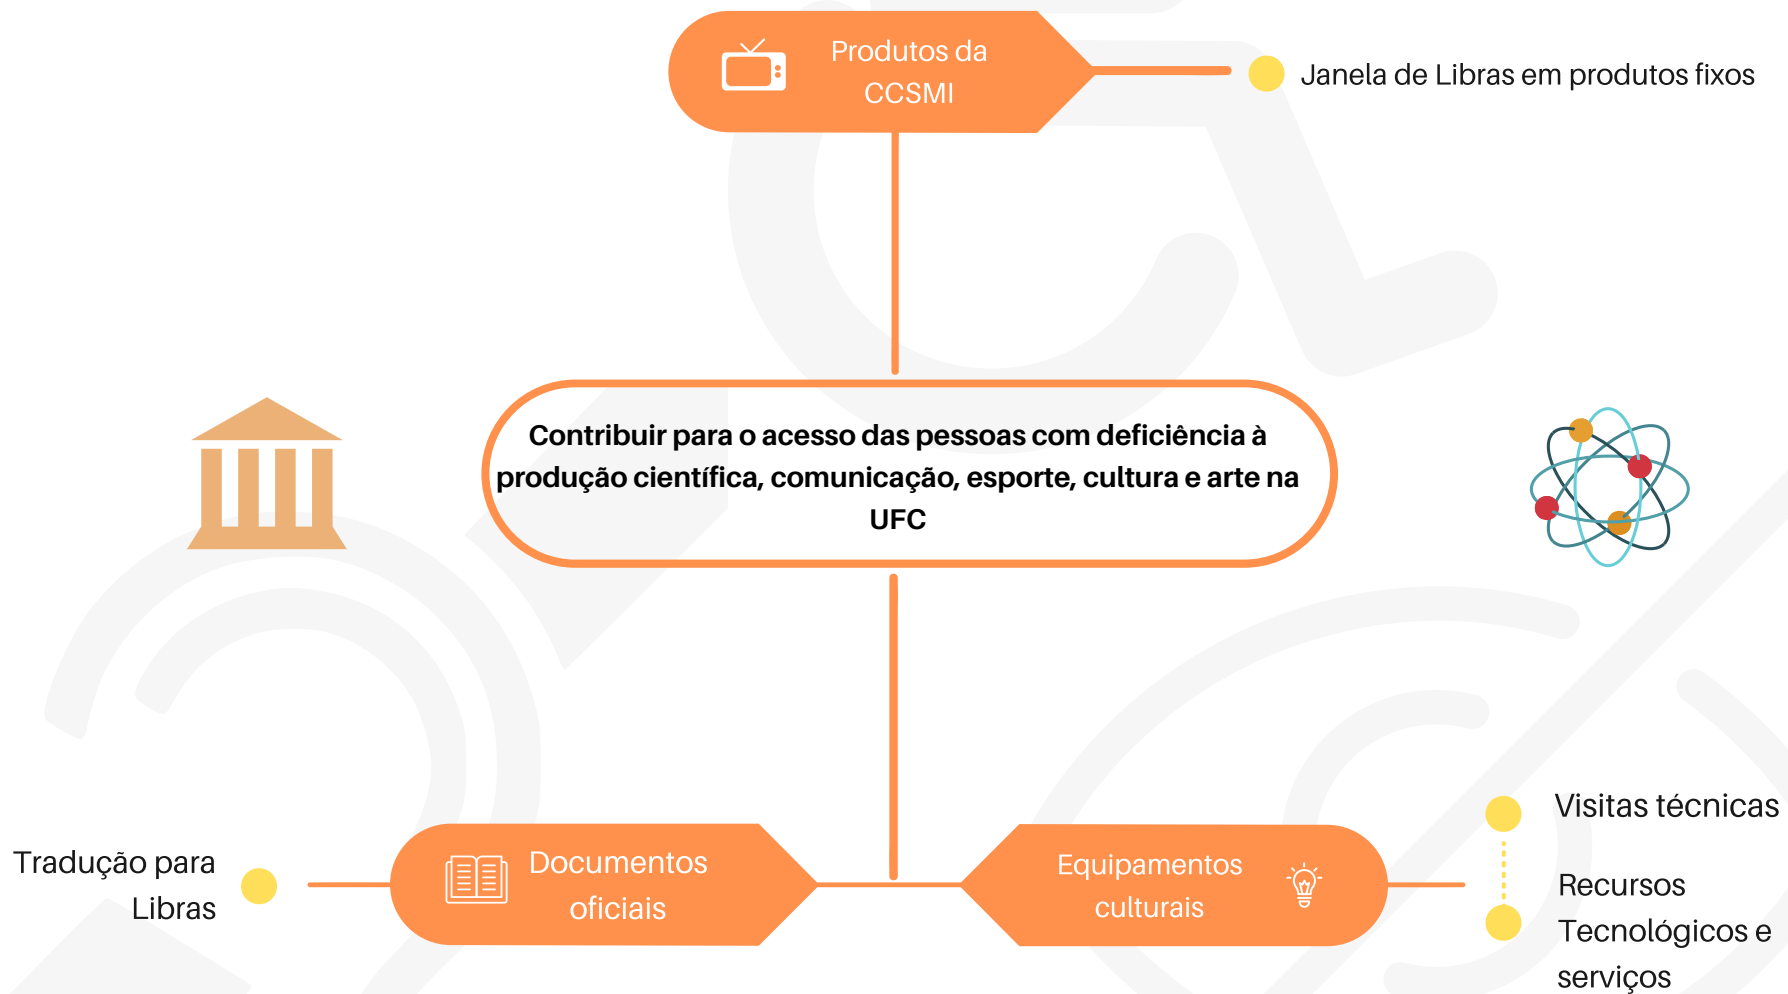 Produtos da
CCSMI
Janela de Libras em produtos fixos
Contribuir para o acesso das pessoas com deficiência à
produção científica, comunicação, esporte, cultura e arte na
UFC
Tradução para
Libras
Documentos
oficiais
Equipamentos
culturais
Visitas técnicas
Recursos
Tecnológicos e
serviços